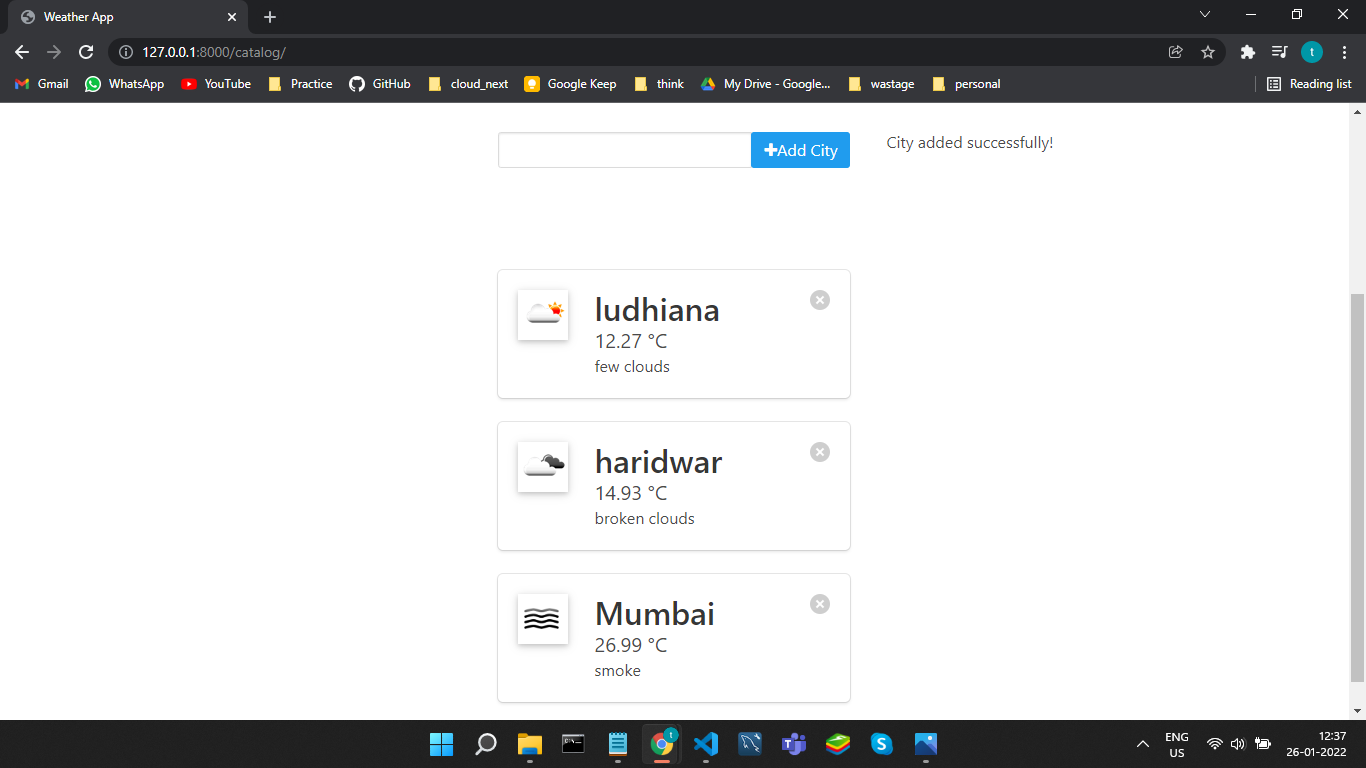 Weather App
127.0.0.1:8000/catalog/
t
Gmail WhatsApp YouTube Practice GitHub cloud_next Google Keep think My Drive - Google... wastage personal Reading list
Add City
City added successfully!
ludhiana
12.27 °C
few clouds
haridwar
14.93 °C
broken clouds
Mumbai
26.99 °C
smoke
ENG
US
12:37
26-01-2022